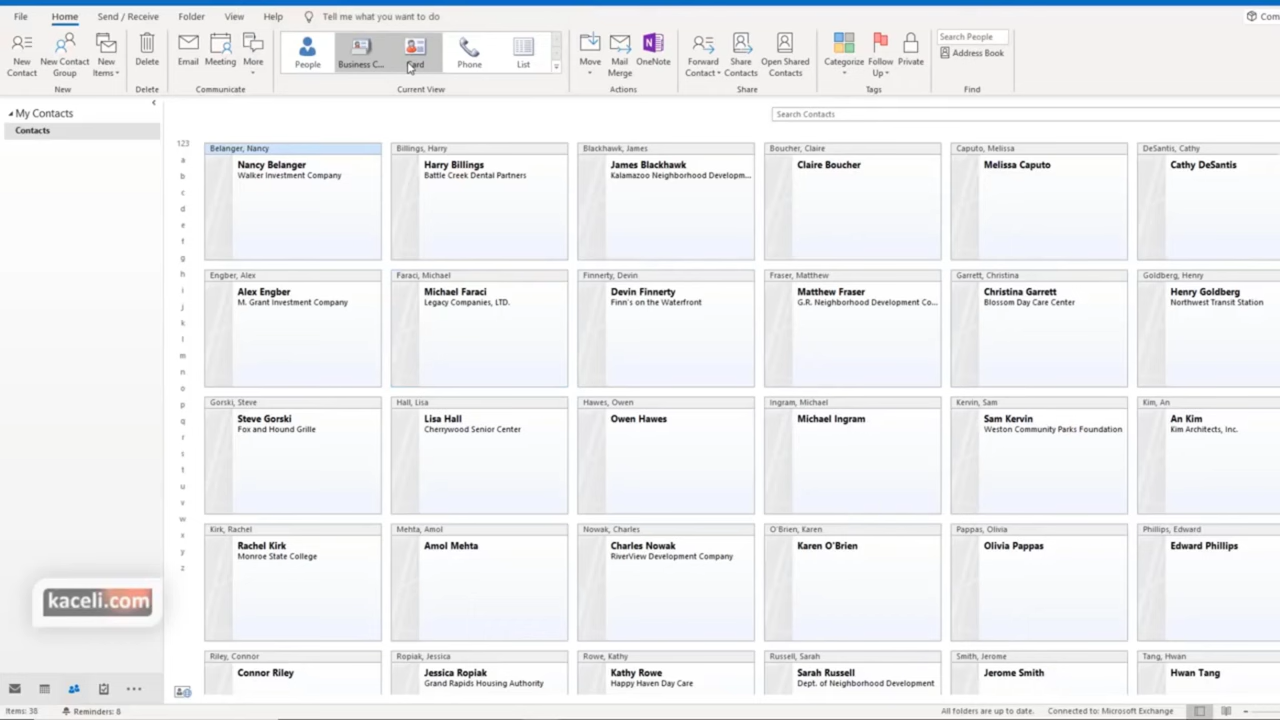 File Home Send / Receive Folder View Help Tell me what you want to do
New Contact
New Contact Group
New Items
Delete
Email
Meeting
More
People
Business C...
Card
Phone
List
Move
Mail Merge
OneNote
Forward Contact
Share Contacts
Open Shared Contacts
Categorize
Follow Up
Private
Search People
Address Book
New Delete Communicate Current View Actions Share Tags Find
My Contacts
Contacts
Search Contacts
123
a
b
c
d
e
f
g
h
i
j
k
l
m
n
o
p
q
r
s
t
u
v
w
x
y
z
Belanger, Nancy
Nancy Belanger
Walker Investment Company
Billings, Harry
Harry Billings
Battle Creek Dental Partners
Blackhawk, James
James Blackhawk
Kalamazoo Neighborhood Developm...
Boucher, Claire
Claire Boucher
Caputo, Melissa
Melissa Caputo
DeSantis, Cathy
Cathy DeSantis
Engber, Alex
Alex Engber
M. Grant Investment Company
Faraci, Michael
Michael Faraci
Legacy Companies, LTD.
Finnerty, Devin
Devin Finnerty
Finn's on the Waterfront
Fraser, Matthew
Matthew Fraser
G.R. Neighborhood Development Co...
Garrett, Christina
Christina Garrett
Blossom Day Care Center
Goldberg, Henry
Henry Goldberg
Northwest Transit Station
Gorski, Steve
Steve Gorski
Fox and Hound Grille
Hall, Lisa
Lisa Hall
Cherrywood Senior Center
Hawes, Owen
Owen Hawes
Ingram, Michael
Michael Ingram
Kervin, Sam
Sam Kervin
Weston Community Parks Foundation
Kim, An
An Kim
Kim Architects, Inc.
Kirk, Rachel
Rachel Kirk
Monroe State College
Mehta, Amol
Amol Mehta
Nowak, Charles
Charles Nowak
RiverView Development Company
O'Brien, Karen
Karen O'Brien
Pappas, Olivia
Olivia Pappas
Phillips, Edward
Edward Phillips
Riley, Connor
Connor Riley
Ropiak, Jessica
Jessica Ropiak
Grand Rapids Housing Authority
Rowe, Kathy
Kathy Rowe
Happy Haven Day Care
Russell, Sarah
Sarah Russell
Dept. of Neighborhood Development
Smith, Jerome
Jerome Smith
Tang, Hwan
Hwan Tang
kaceli.com
Items: 38 Reminders: 8 All folders are up to date. Connected to: Microsoft Exchange